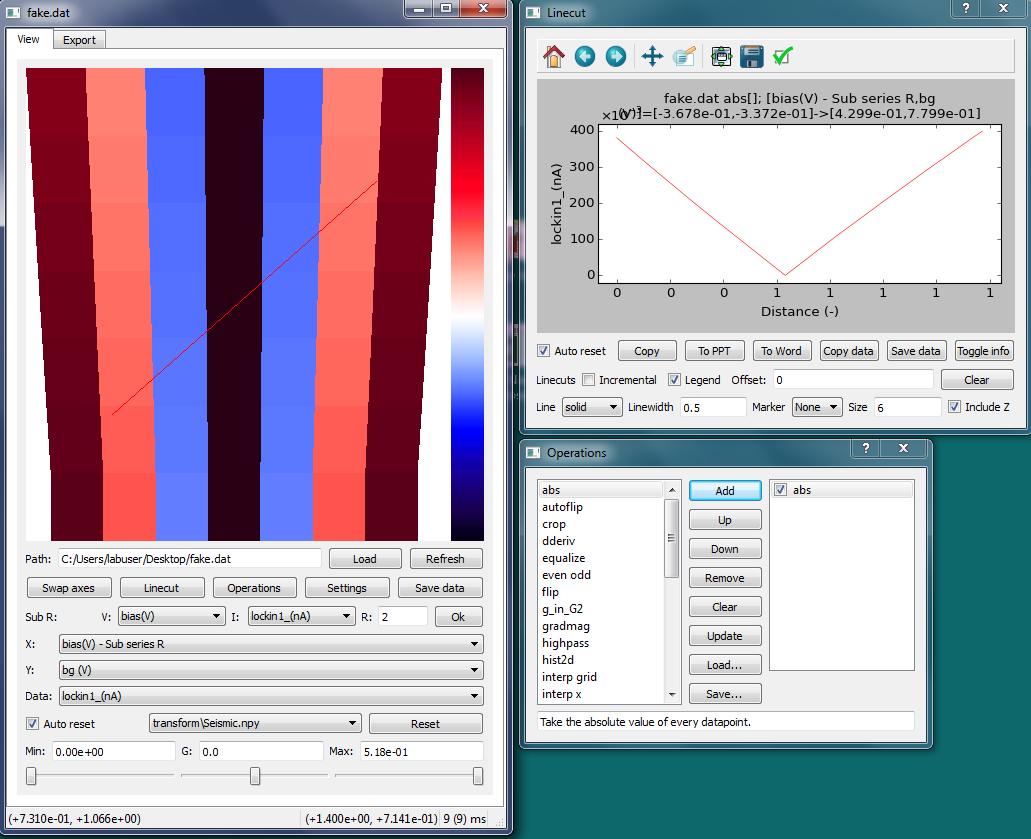 fake.dat
View Export
Path: C:/Users/labuser/Desktop/fake.dat Load Refresh
Swap axes Linecut Operations Settings Save data
Sub R: V: bias(V) I: lockin1_(nA) R: 2 Ok
X: bias(V) - Sub series R
Y: bg (V)
Data: lockin1_(nA)
Auto reset transform\Seismic.npy Reset
Min: 0.00e+00 G: 0.0 Max: 5.18e-01
(+7.310e-01, +1.066e+00) (+1.400e+00, +7.141e-01) 9 (9) ms
Linecut
?
fake.dat abs[]; [bias(V) - Sub series R,bg
(V)]=[-3.678e-01,-3.372e-01]->[4.299e-01,7.799e-01]
400
300
200
100
0
lockin1_(nA)
0 0 0 1 1 1 1 1
Distance (-)
Auto reset Copy To PPT To Word Copy data Save data Toggle info
Linecuts Incremental Legend Offset: 0 Clear
Line solid Linewidth 0.5 Marker None Size 6 Include Z
Operations
?
abs
autoflip
crop
dderiv
equalize
even odd
flip
g_in_G2
gradmag
highpass
hist2d
interp grid
interp x
Add
Up
Down
Remove
Clear
Update
Load...
Save...
abs
Take the absolute value of every datapoint.